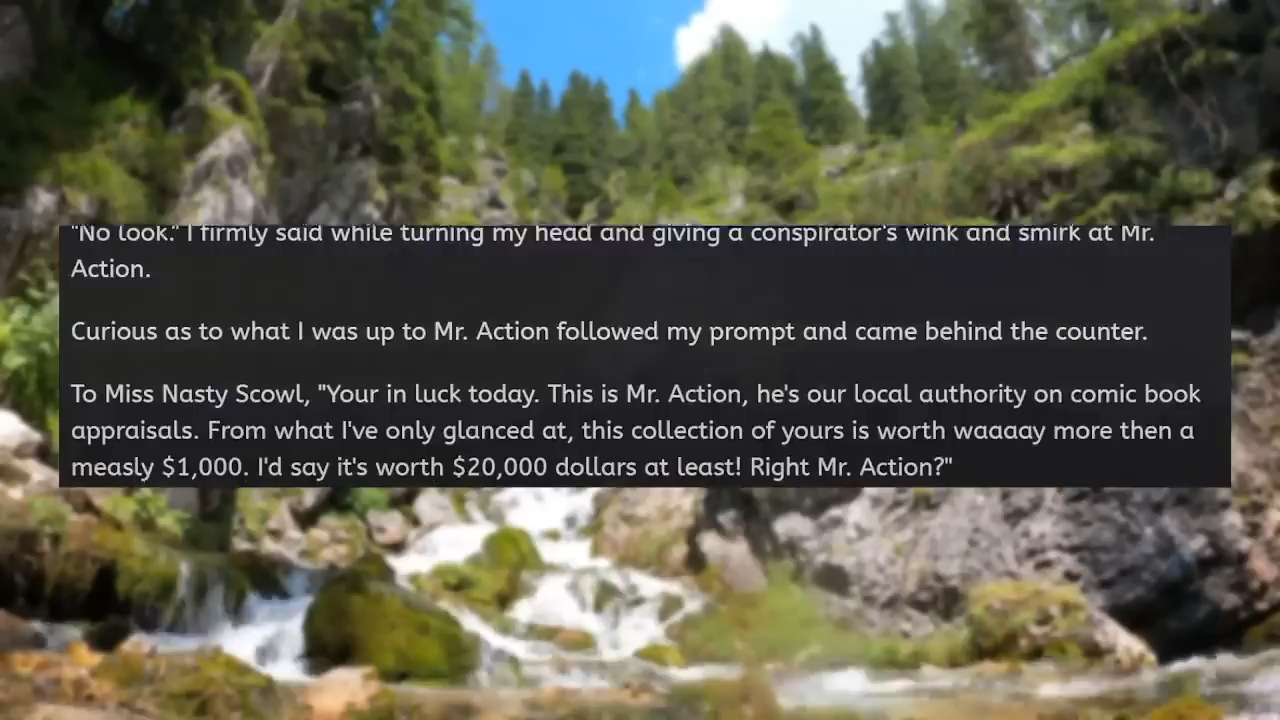 "No look." I firmly said while turning my head and giving a conspirator's wink and smirk at Mr.
Action.
Curious as to what I was up to Mr. Action followed my prompt and came behind the counter.
To Miss Nasty Scowl, "Your in luck today. This is Mr. Action, he's our local authority on comic book
appraisals. From what I've only glanced at, this collection of yours is worth waaaay more then a
measly $1,000. I'd say it's worth $20,000 dollars at least! Right Mr. Action?"